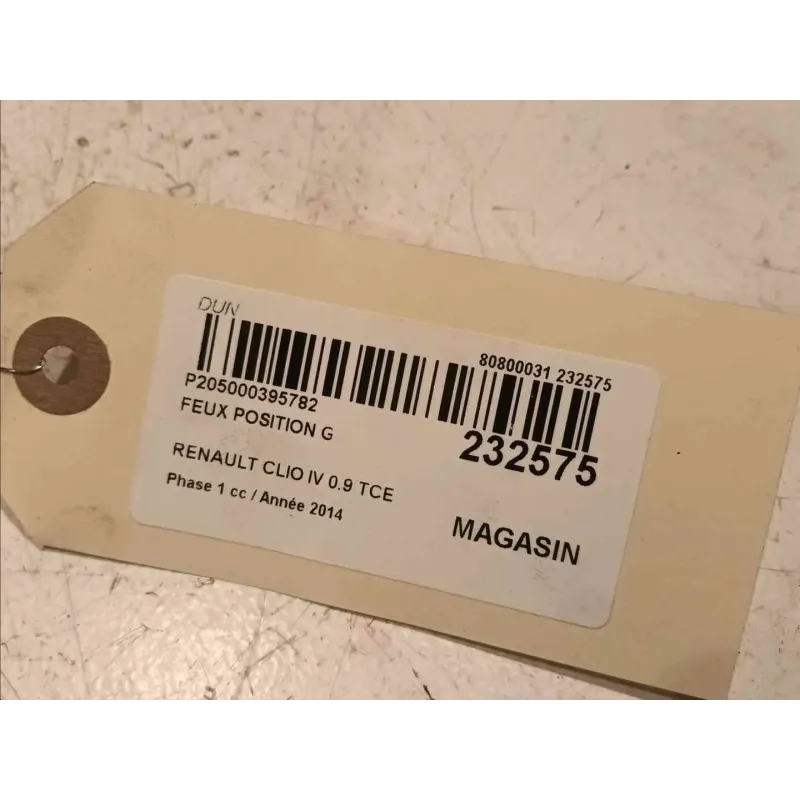 DUN
80800031 232575
P205000395782
FEUX POSITION G
232575
RENAULT CLIO IV 0.9 TCE
Phase 1 cc / Année 2014
MAGASIN